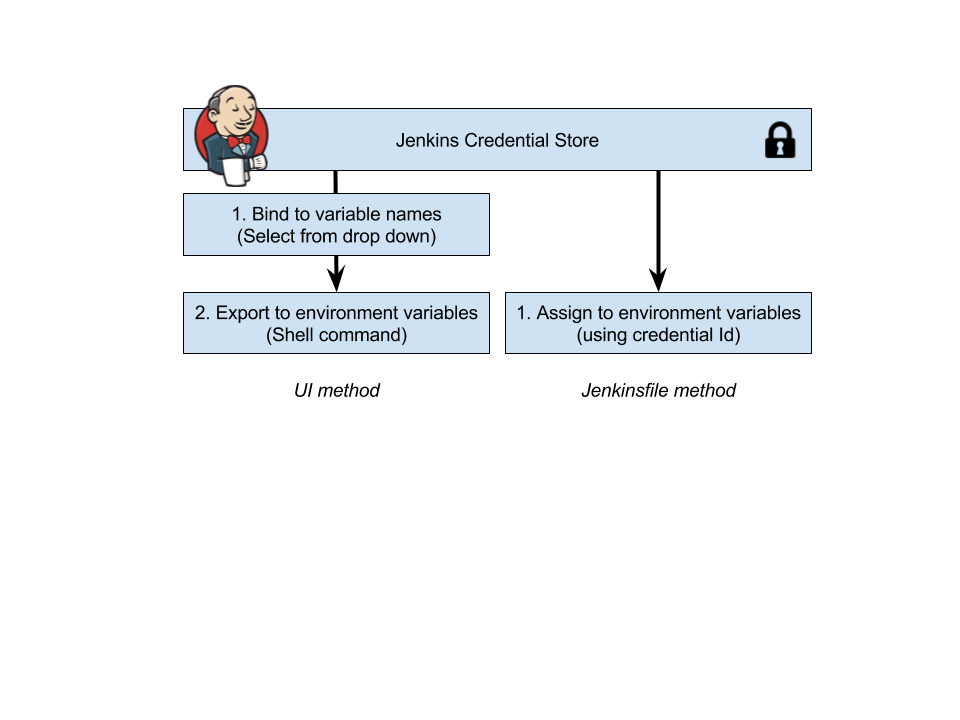 Jenkins Credential Store
1. Bind to variable names
(Select from drop down)
2. Export to environment variables
(Shell command)
1. Assign to environment variables
(using credential Id)
UI method
Jenkinsfile method